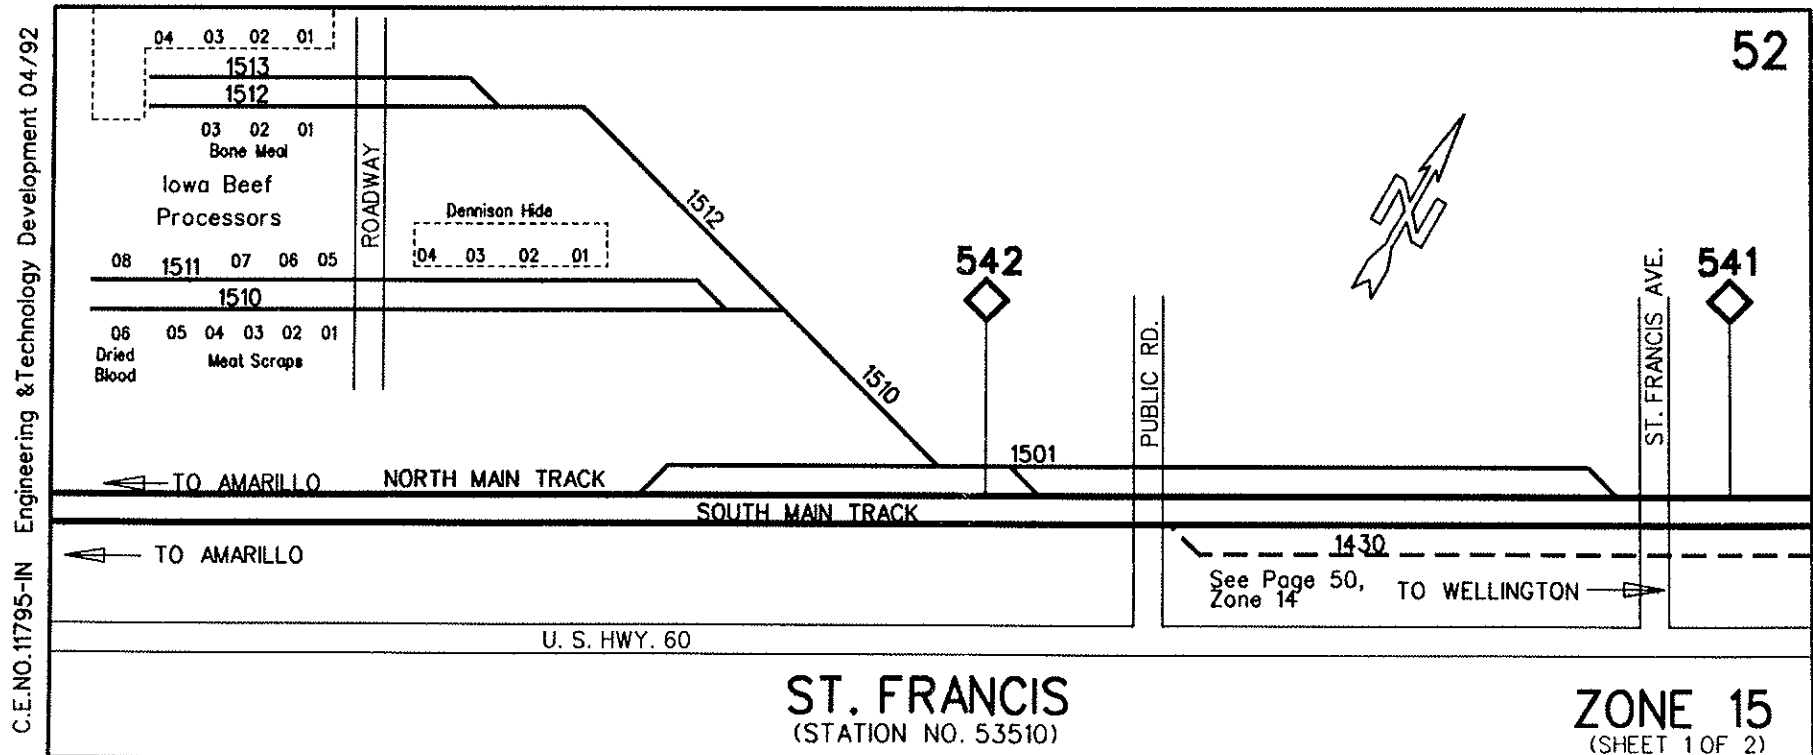 C.E.NO.11795-IN Engineering &Technology Development 04/92
52
04 03 02 01
1513
1512
03 02 01
Bone Meal
Iowa Beef
Processors
ROADWAY
Dennison Hide
04 03 02 01
1512
08 1511 07 06 05
1510
06 05 04 03 02 01
Dried
Blood
Meat Scraps
1510
542
PUBLIC RD.
N
ST. FRANCIS AVE.
541
1501
TO AMARILLO
NORTH MAIN TRACK
SOUTH MAIN TRACK
TO AMARILLO
1430
See Page 50,
Zone 14
TO WELLINGTON
U. S. HWY. 60
ST. FRANCIS
(STATION NO. 53510)
ZONE 15
(SHEET 1 OF 2)